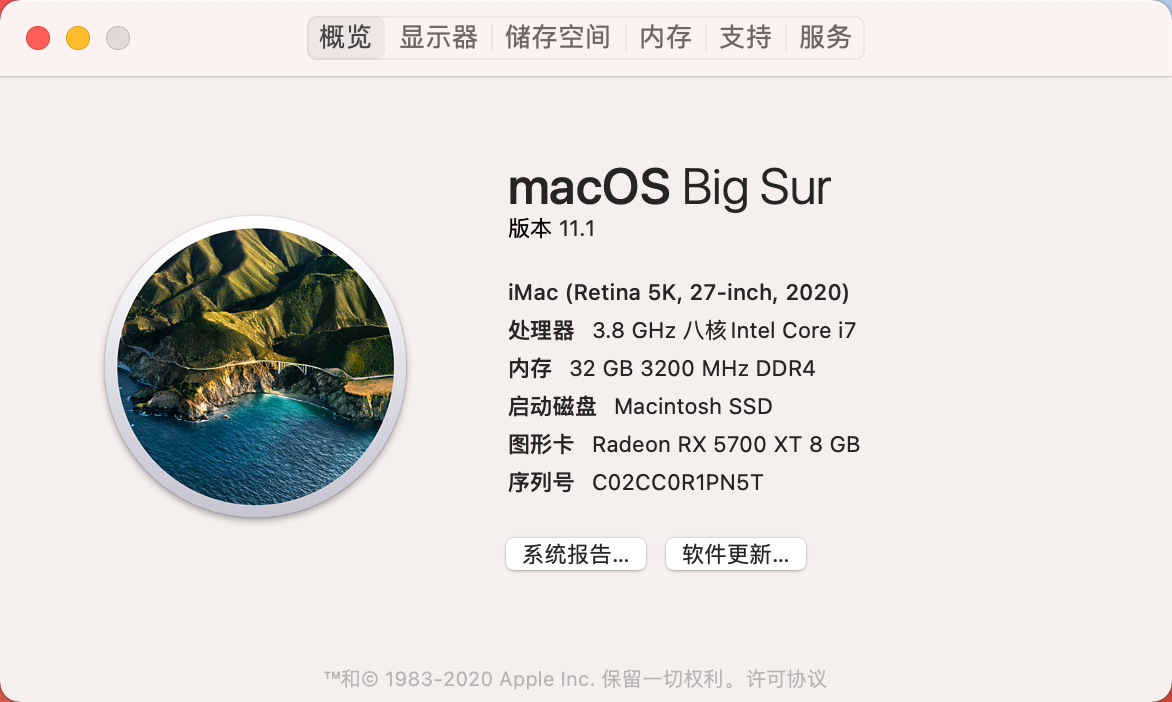 概览 显示器 储存空间 内存 支持 服务
macOS Big Sur
版本 11.1
iMac (Retina 5K, 27-inch, 2020)
处理器 3.8 GHz 八核Intel Core i7
内存 32 GB 3200 MHz DDR4
启动磁盘 Macintosh SSD
图形卡 Radeon RX 5700 XT 8 GB
序列号 C02CC0R1PN5T
系统报告... 软件更新...
™和© 1983-2020 Apple Inc. 保留一切权利。许可协议